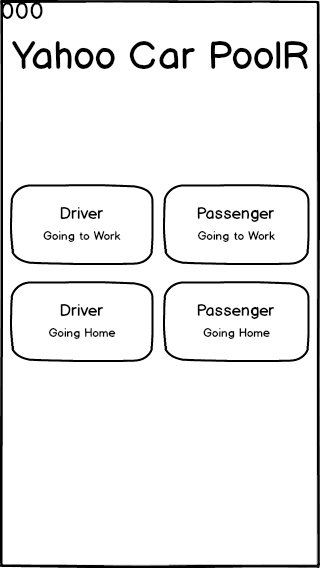 000
Yahoo Car PoolR
Driver
Going to Work
Passenger
Going to Work
Driver
Going Home
Passenger
Going Home